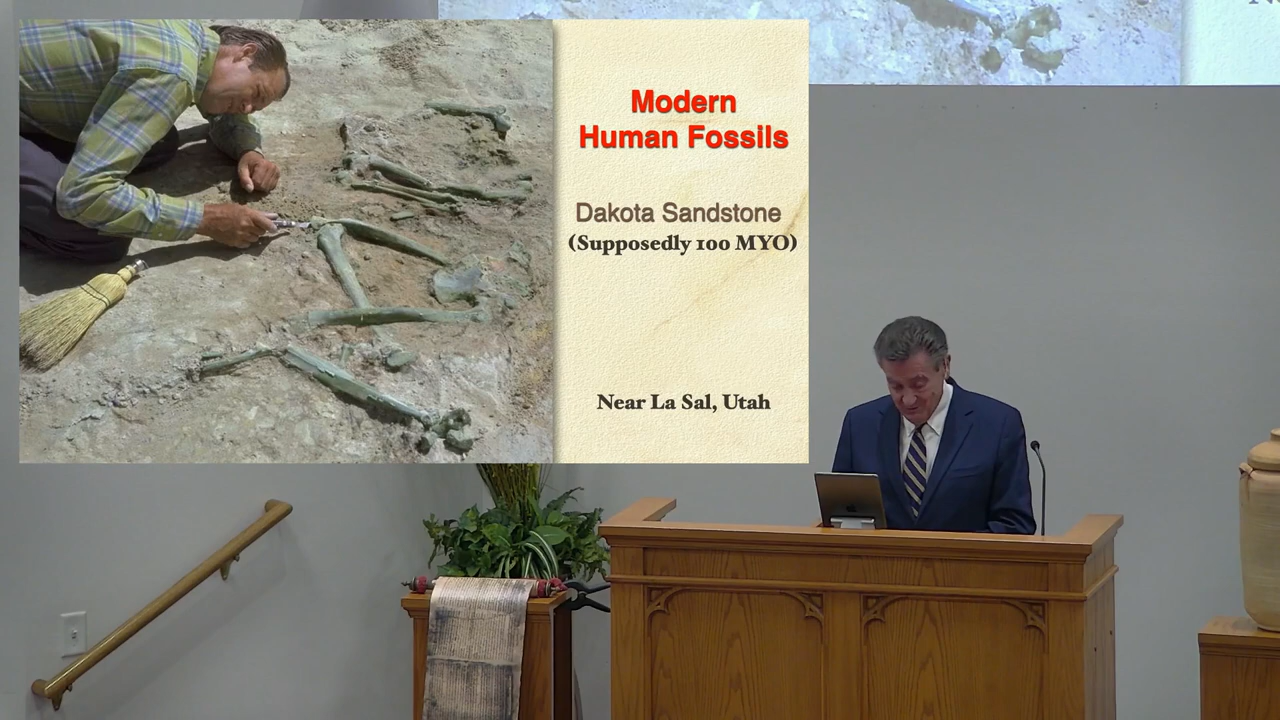 Modern
Human Fossils
Dakota Sandstone
(Supposedly 100 MYO)
Near La Sal, Utah